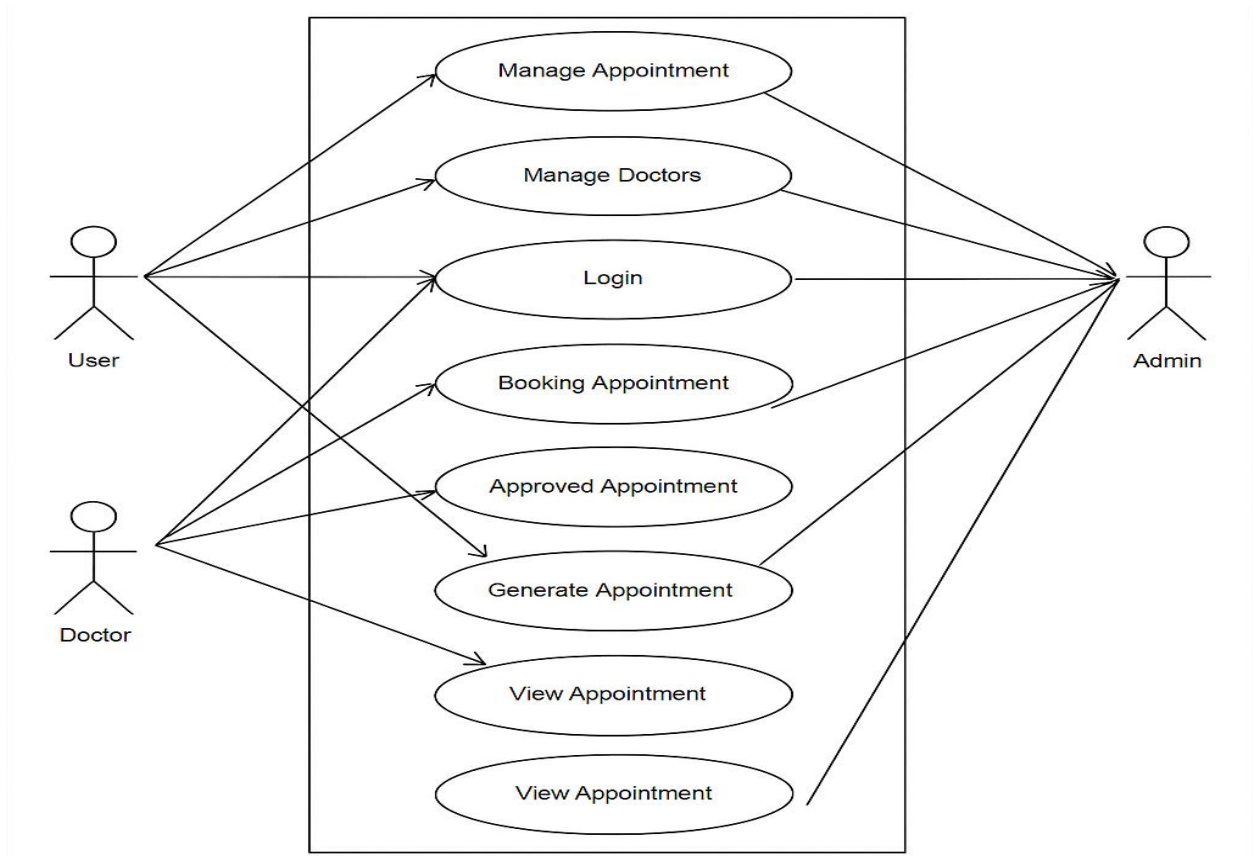 Manage Appointment
Manage Doctors
Login
User
Admin
Booking Appointment
Approved Appointment
Generate Appointment
Doctor
View Appointment
View Appointment